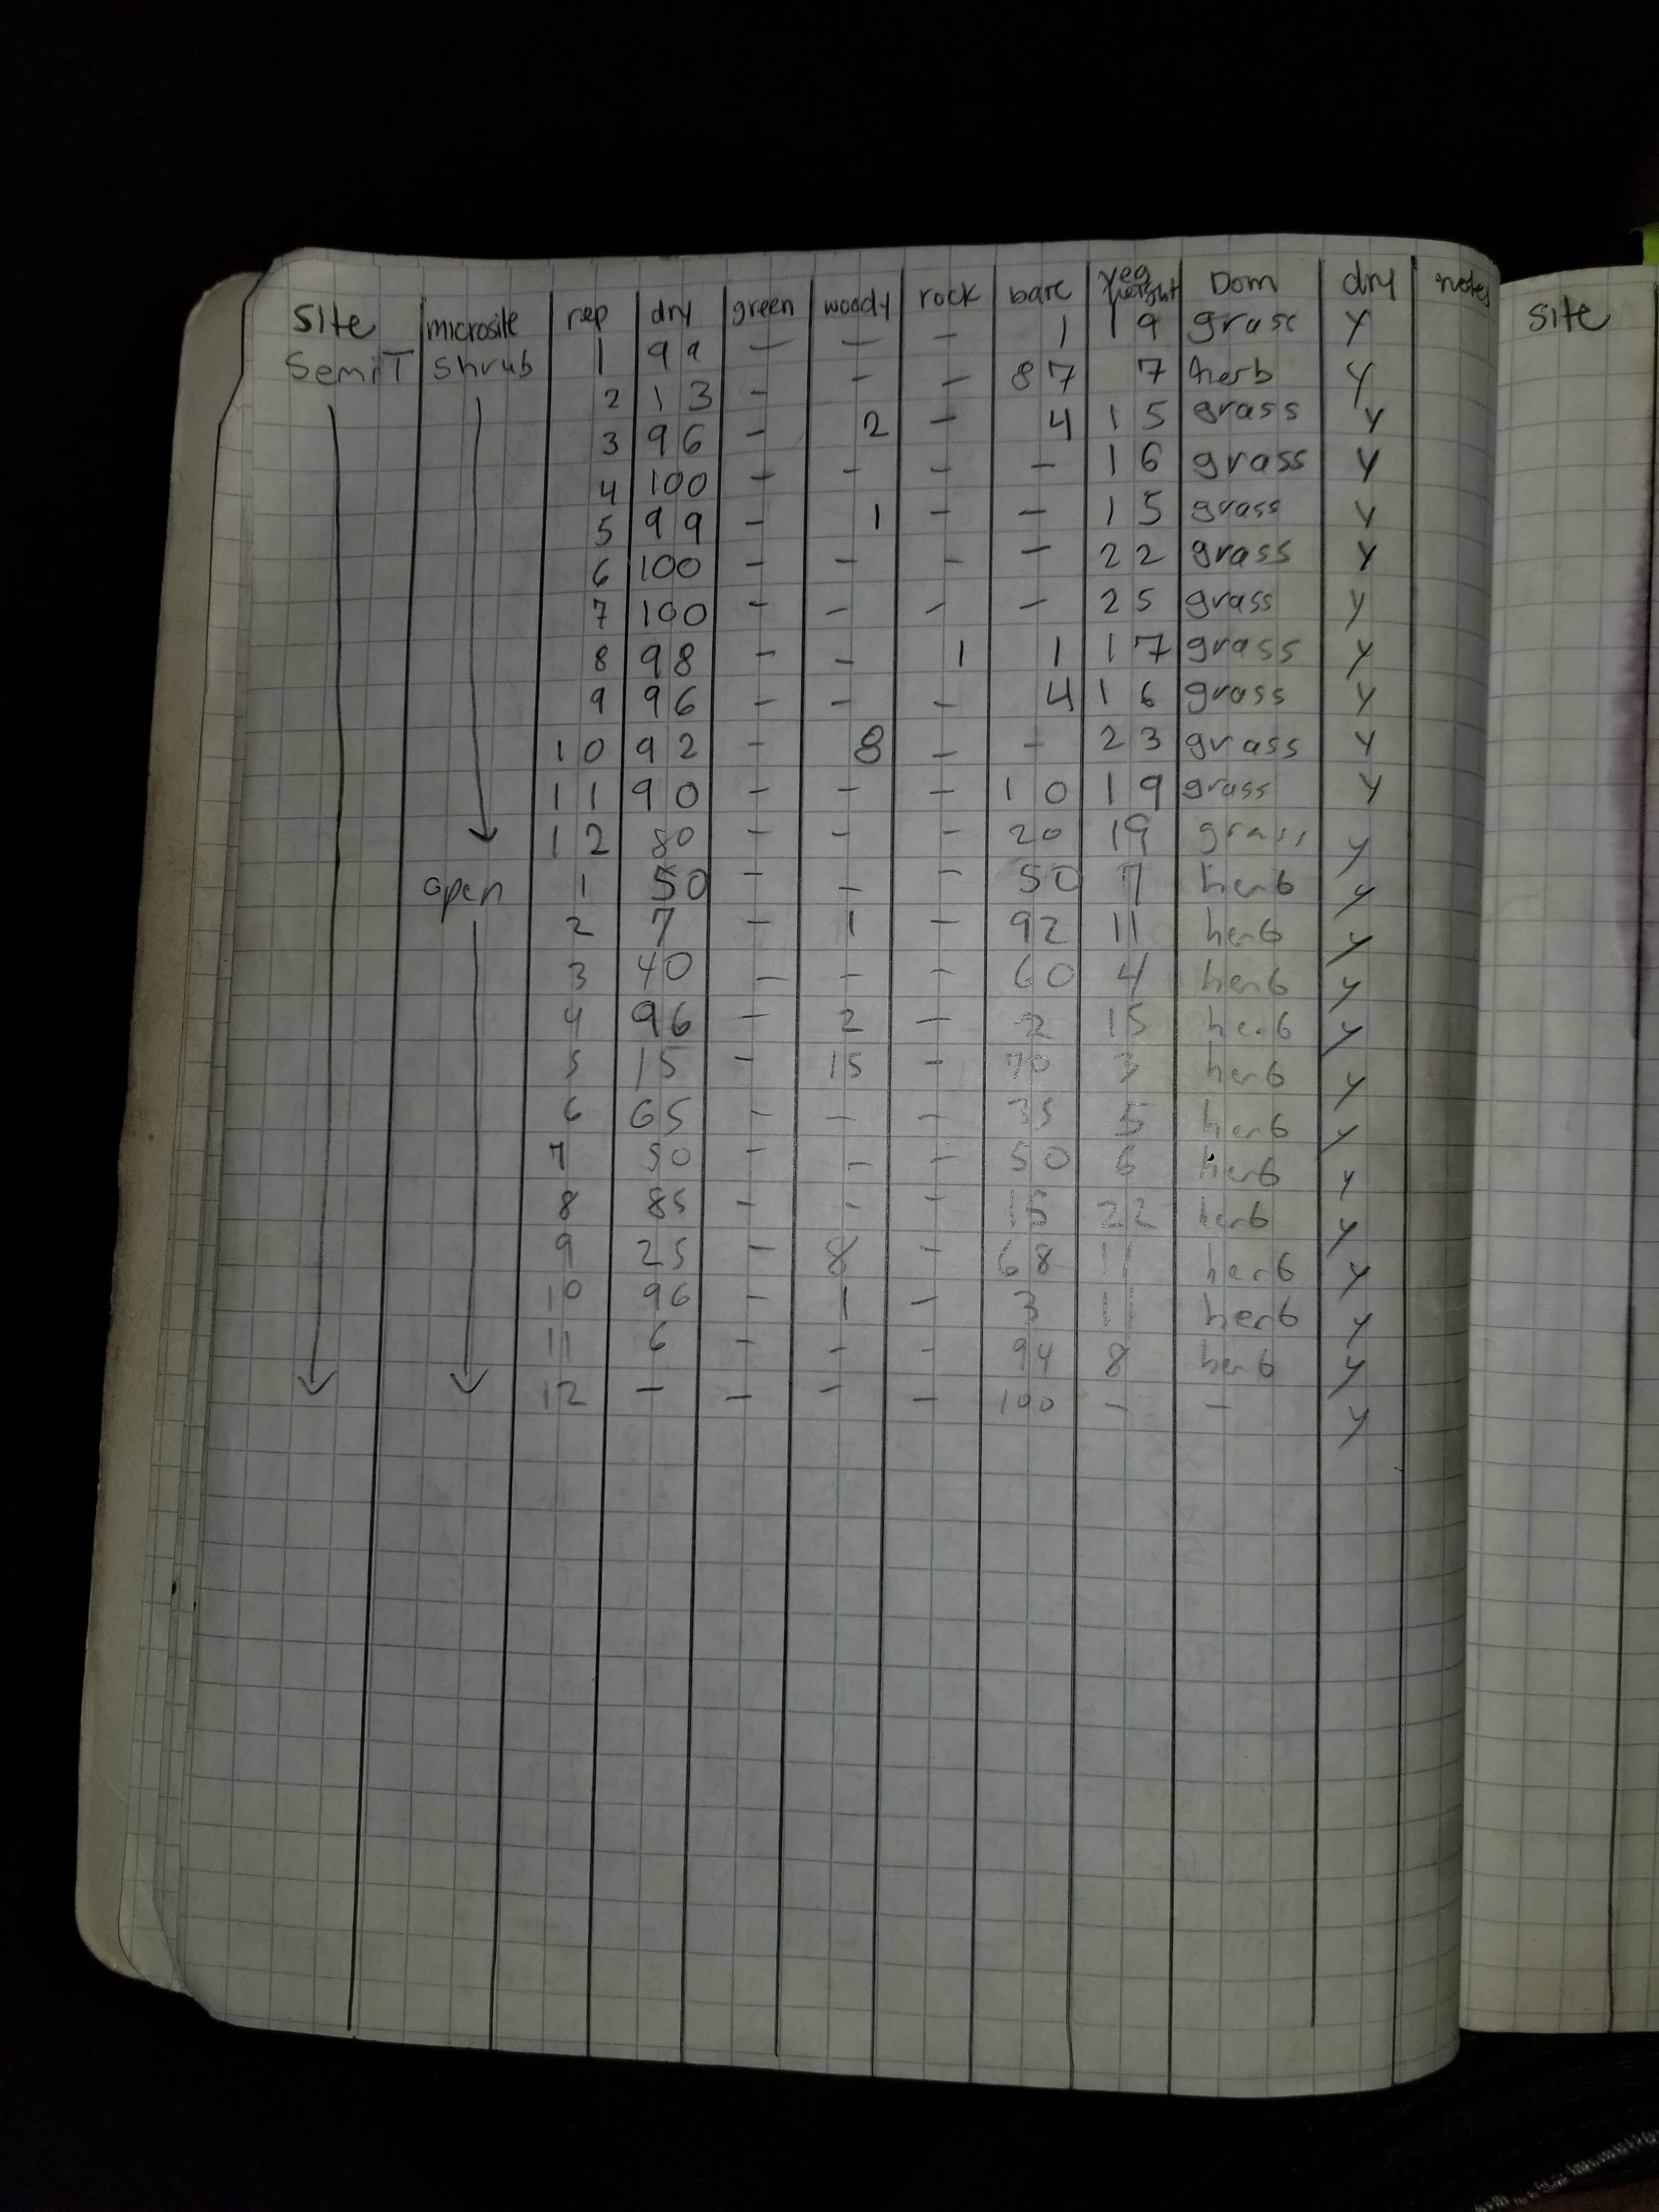 site microsite rep dry green woody rock bare veg height Dom dry notes
SemiT shrub 1 99 - - - 1 19 grass y
2 13 - - - 87 7 herb y
3 96 - 2 - 4 15 grass y
4 100 - - - - 16 grass y
5 99 - 1 - - 15 grass y
6 100 - - - - 22 grass y
7 100 - - - - 25 grass y
8 98 - - 1 1 17 grass y
9 96 - - - 4 16 grass y
10 92 - 8 - - 23 grass y
11 90 - - - 10 19 grass y
12 80 - - - 20 19 grass y
open 1 50 - - - 50 7 herb y
2 7 - 1 - 92 11 herb y
3 40 - - - 60 4 herb y
4 96 - 2 - 2 15 herb y
5 15 - 15 - 70 3 herb y
6 65 - - - 35 5 herb y
7 50 - - - 50 6 herb y
8 85 - - - 15 22 herb y
9 25 - 8 - 68 11 herb y
10 96 - 1 - 3 11 herb y
11 6 - - - 94 8 herb y
12 - - - - 100 - - y
site